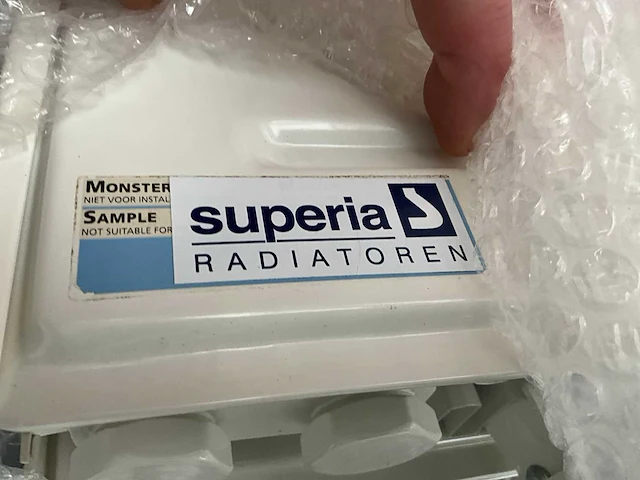 MONSTER
NIET VOOR INSTAL
SAMPLE
NOT SUITABLE FOR
superia
RADIATOREN